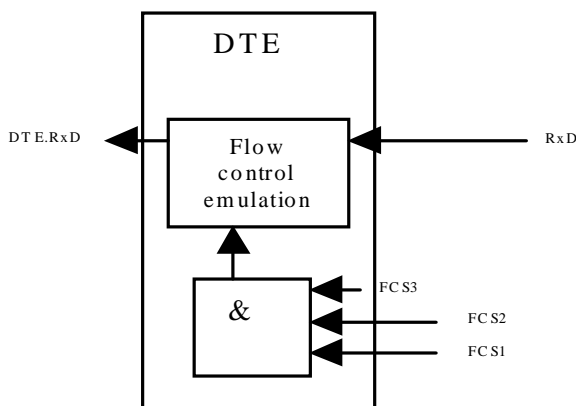 DTE
DTE.RxD
Flow
control
emulation
RxD
&
FCS3
FCS2
FCS1